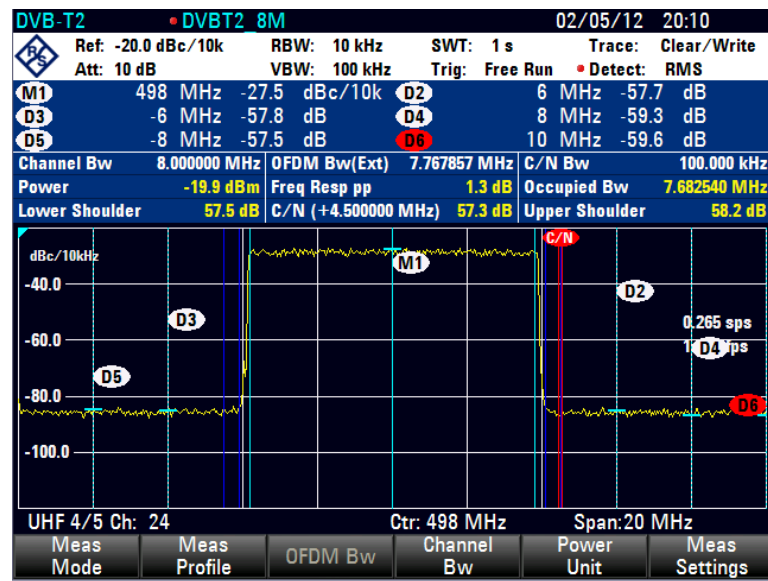 DVB-T2 DVBT2_8M 02/05/12 20:10
Ref: -20.0 dBc/10k RBW: 10 kHz SWT: 1 s Trace: Clear/Write
Att: 10 dB VBW: 100 kHz Trig: Free Run Detect: RMS
M1 498 MHz -27.5 dBc/10k D2 6 MHz -57.7 dB
D3 -6 MHz -57.8 dB D4 8 MHz -59.3 dB
D5 -8 MHz -57.5 dB D6 10 MHz -59.6 dB
Channel Bw 8.000000 MHz OFDM Bw(Ext) 7.767857 MHz C/N Bw 100.000 kHz
Power -19.9 dBm Freq Resp pp 1.3 dB Occupied Bw 7.682540 MHz
Lower Shoulder 57.5 dB C/N (+4.500000 MHz) 57.3 dB Upper Shoulder 58.2 dB
C/N
dBc/10kHz
M1
-40.0
D2
D3
0.265 sps
-60.0
D4 fps
D5
-80.0
D6
-100.0
UHF 4/5 Ch: 24 Ctr: 498 MHz Span:20 MHz
Meas Mode Meas Profile OFDM Bw Channel Bw Power Unit Meas Settings